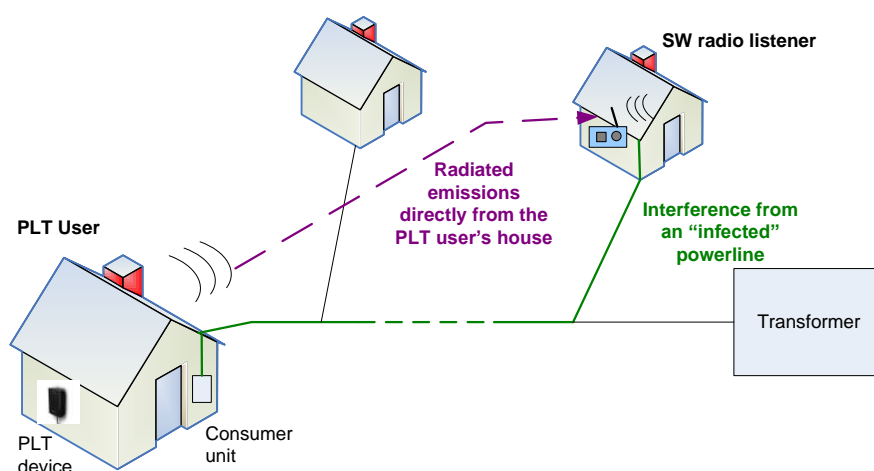 SW radio listener
Radiated
emissions
directly from the
PLT user's house
Interference from
an “infected”
powerline
PLT User
Transformer
PLT
device
Consumer
unit